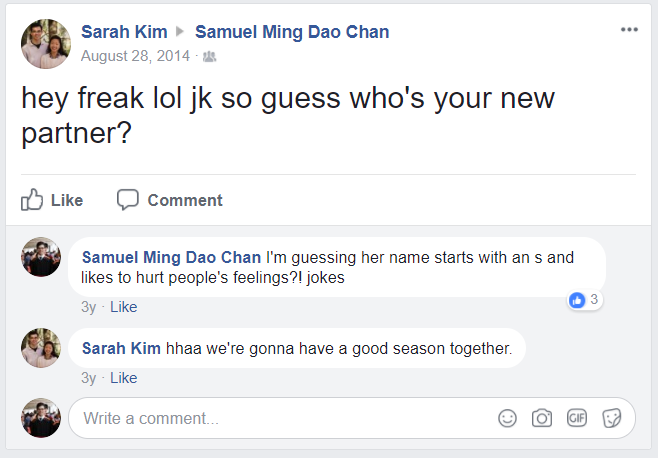 Sarah Kim Samuel Ming Dao Chan
August 28, 2014
hey freak lol jk so guess who's your new
partner?
Like Comment
Samuel Ming Dao Chan I'm guessing her name starts with an s and
likes to hurt people's feelings?! jokes
3
3y · Like
Sarah Kim hhaa we're gonna have a good season together.
3y · Like
Write a comment... GIF